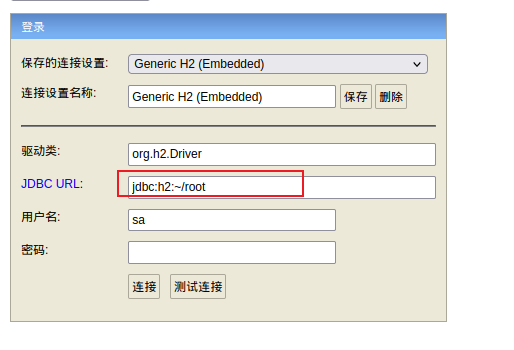 登录
保存的连接设置: Generic H2 (Embedded)
连接设置名称: Generic H2 (Embedded) 保存 删除
驱动类: org.h2.Driver
JDBC URL: jdbc:h2:~/root
用户名: sa
密码:
连接 测试连接